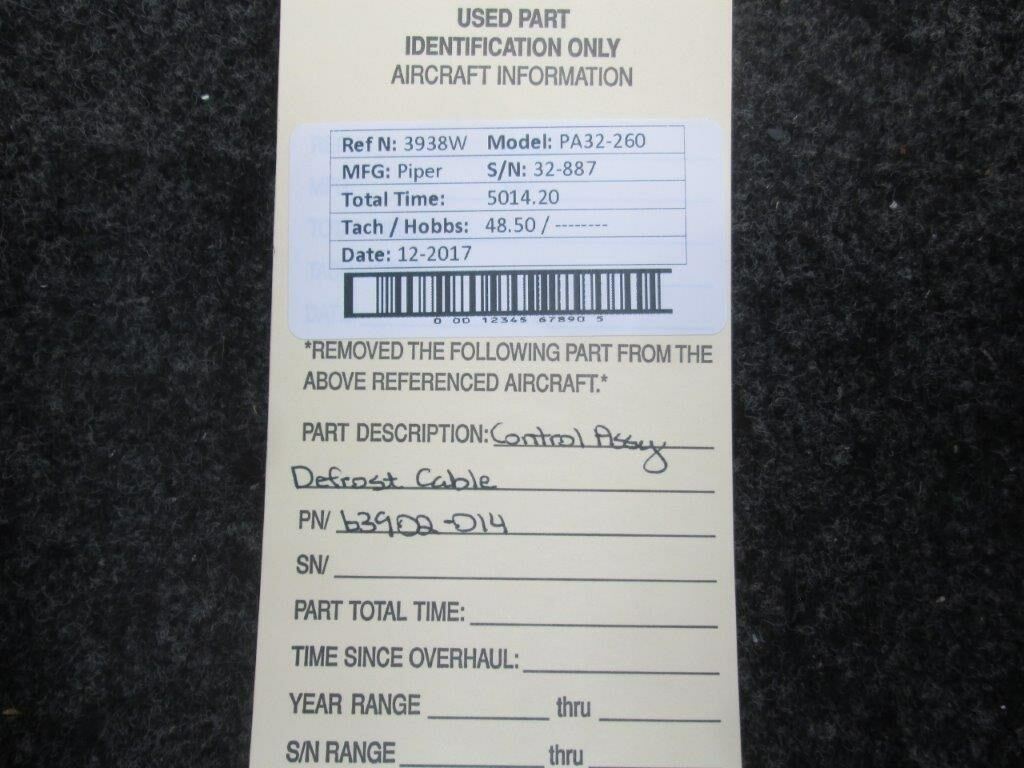 USED PART
IDENTIFICATION ONLY
AIRCRAFT INFORMATION
Ref N: 3938W Model: PA32-260
MFG: Piper S/N: 32-887
Total Time: 5014.20
Tach / Hobbs: 48.50 / --------
Date: 12-2017
0 00 12345 67890 5
*REMOVED THE FOLLOWING PART FROM THE
ABOVE REFERENCED AIRCRAFT.*
PART DESCRIPTION: Control Assy
Defrost Cable
PN/ 63902-014
SN/
PART TOTAL TIME:
TIME SINCE OVERHAUL:
YEAR RANGE thru
S/N RANGE thru